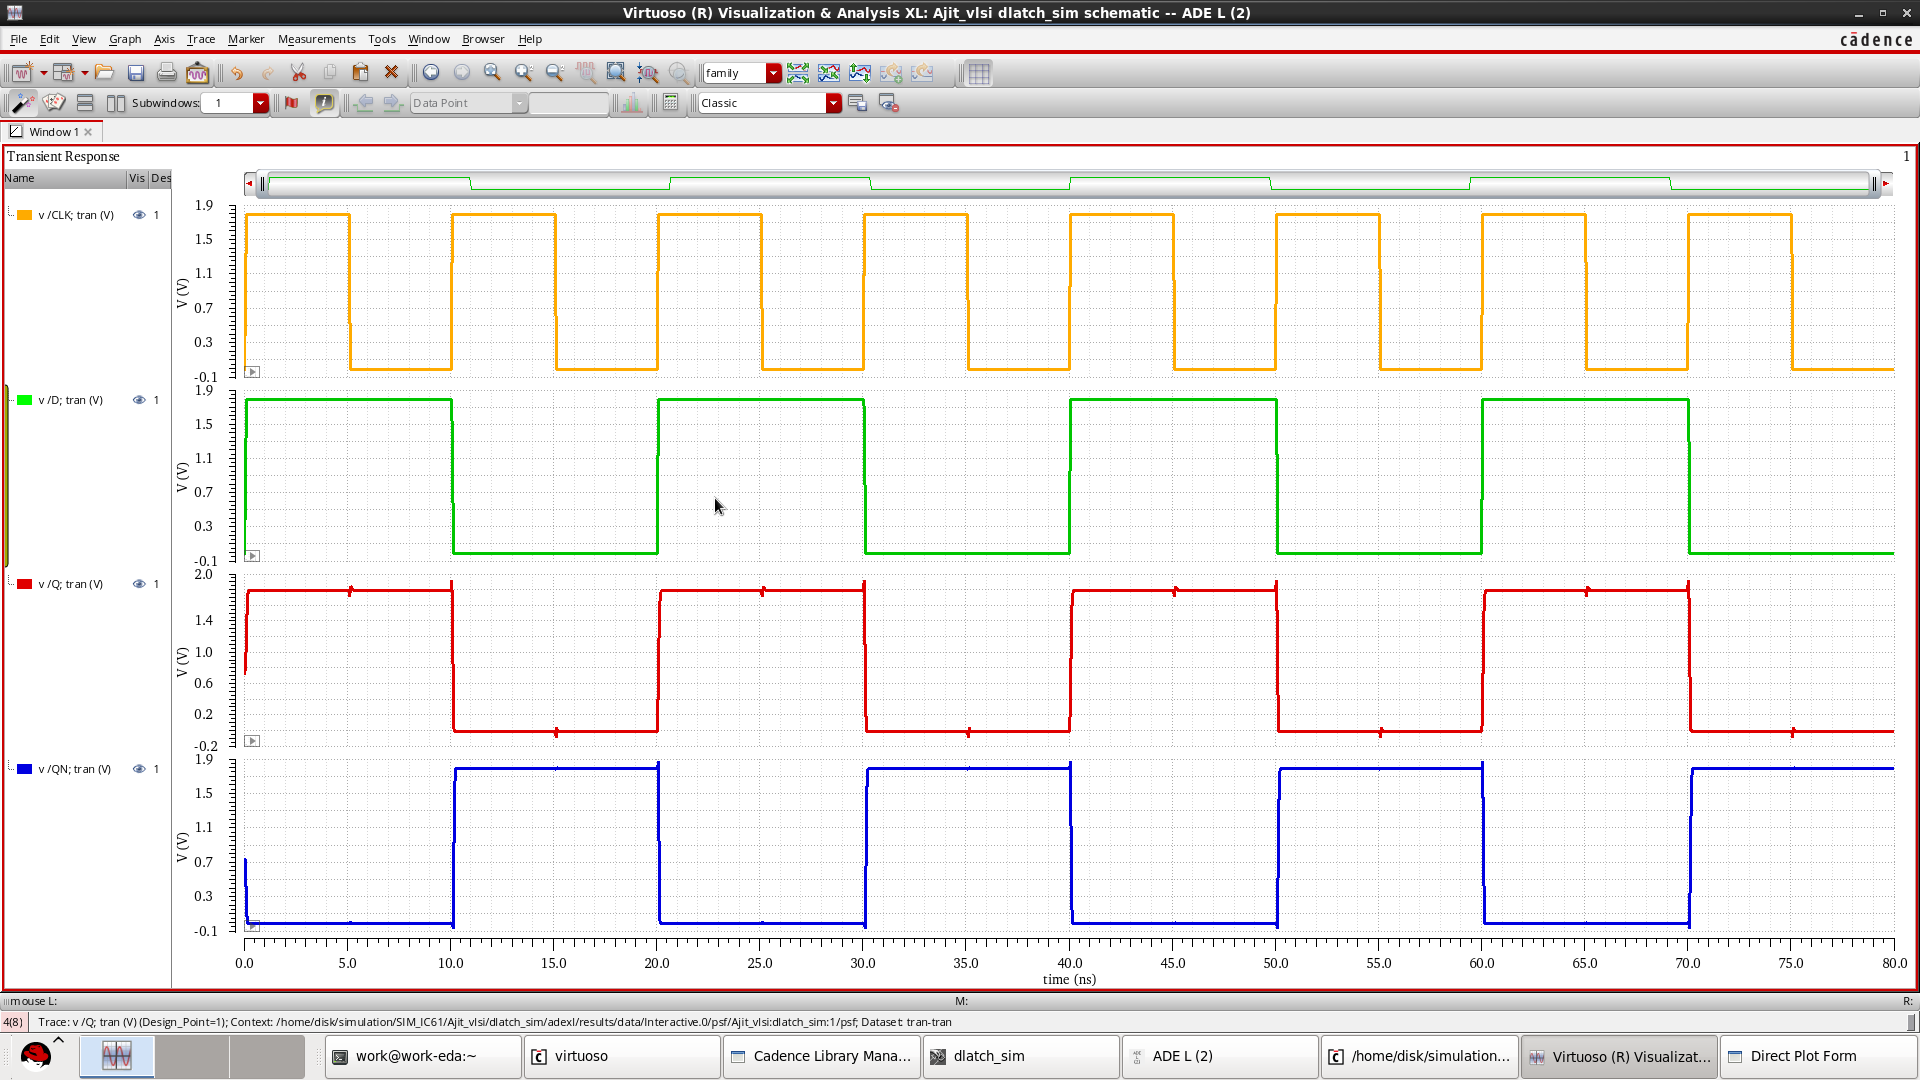 Virtuoso (R) Visualization & Analysis XL: Ajit_vlsi dlatch_sim schematic -- ADE L (2)
File Edit View Graph Axis Trace Marker Measurements Tools Window Browser Help
cādence
family
Subwindows: 1
Data Point
Classic
Window 1
Transient Response
1
Name Vis Des
v /CLK; tran (V) 1
1.9
1.5
1.1
0.7
0.3
-0.1
V (V)
v /D; tran (V) 1
1.9
1.5
1.1
0.7
0.3
-0.1
V (V)
v /Q; tran (V) 1
2.0
1.4
1.0
0.6
0.2
-0.2
V (V)
v /QN; tran (V) 1
1.9
1.5
1.1
0.7
0.3
-0.1
V (V)
0.0 5.0 10.0 15.0 20.0 25.0 30.0 35.0 40.0 45.0 50.0 55.0 60.0 65.0 70.0 75.0 80.0
time (ns)
mouse L: M: R:
4(8) Trace: v /Q; tran (V) (Design_Point=1); Context: /home/disk/simulation/SIM_IC61/Ajit_vlsi/dlatch_sim/adexl/results/data/Interactive.0/psf/Ajit_vlsi:dlatch_sim:1/psf; Dataset: tran-tran
work@work-eda:~ virtuoso Cadence Library Mana... dlatch_sim ADE L (2) /home/disk/simulation... Virtuoso (R) Visualizat... Direct Plot Form